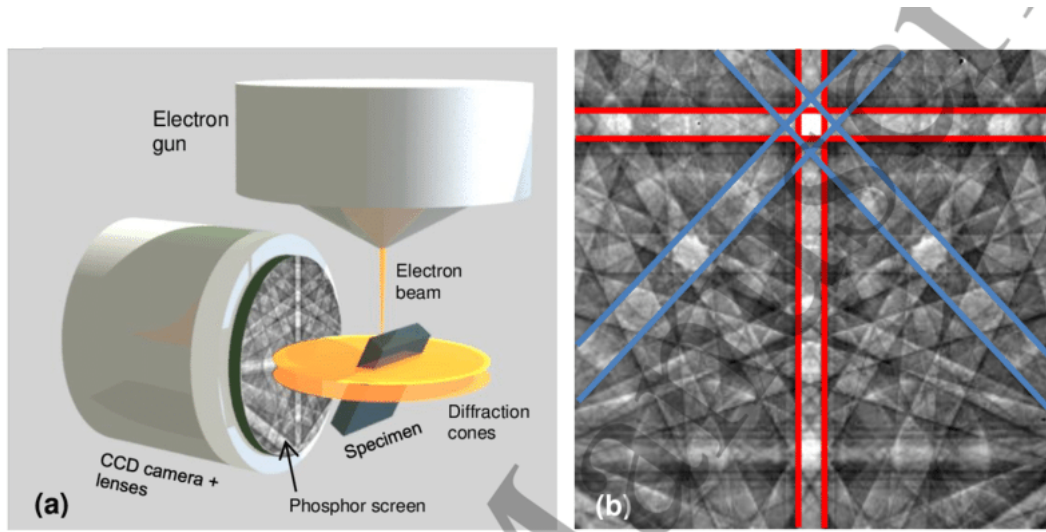 Electron
gun
Electron
beam
Diffraction
cones
Specimen
CCD camera +
lenses
Phosphor screen
(a)
(b)